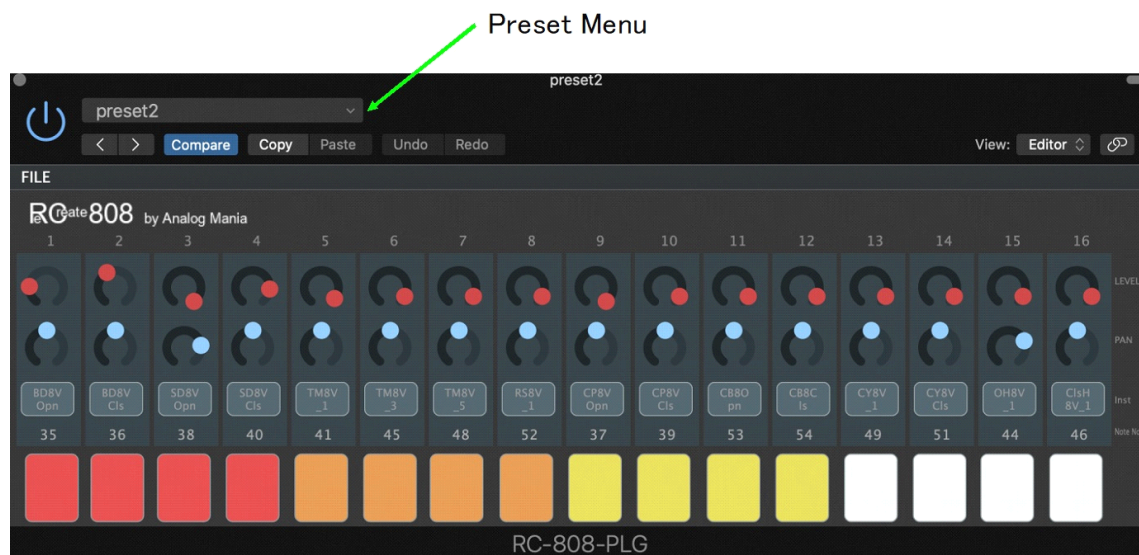 Preset Menu
preset2
preset2
Compare Copy Paste Undo Redo View: Editor
FILE
ReCreate808 by Analog Mania
1 2 3 4 5 6 7 8 9 10 11 12 13 14 15 16
LEVEL
PAN
BD8V BD8V SD8V SD8V TM8V TM8V TM8V RS8V CP8V CP8V CB8O CB8C CY8V CY8V OH8V ClsH
Opn Cls Opn Cls _1 _3 _5 _1 Opn Cls pn ls _1 Cls _1 8V_1
Inst
35 36 38 40 41 45 48 52 37 39 53 54 49 51 44 46 Note No
RC-808-PLG